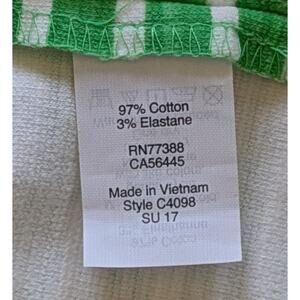 97% Cotton
3% Elastane
RN77388
CA56445
Made in Vietnam
Style C4098
SU 17